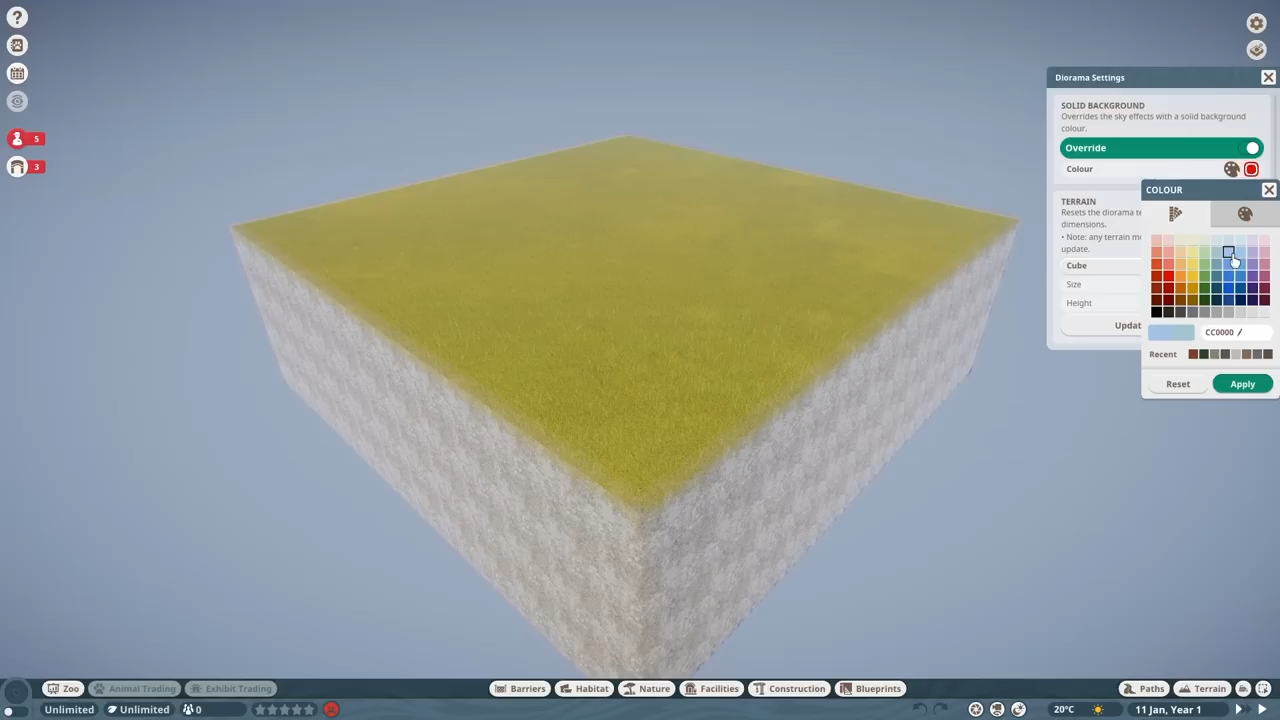 ?
5
3
Diorama Settings
SOLID BACKGROUND
Overrides the sky effects with a solid background
colour.
Override
Colour
COLOUR
TERRAIN
Resets the diorama te
dimensions.
• Note: any terrain mo
update.
Cube
Size
Height
Updat
CC0000 /
Recent
Reset
Apply
Zoo
Animal Trading
Exhibit Trading
Barriers
Habitat
Nature
Facilities
Construction
Blueprints
Paths
Terrain
Unlimited
Unlimited
0
20°C
11 Jan, Year 1